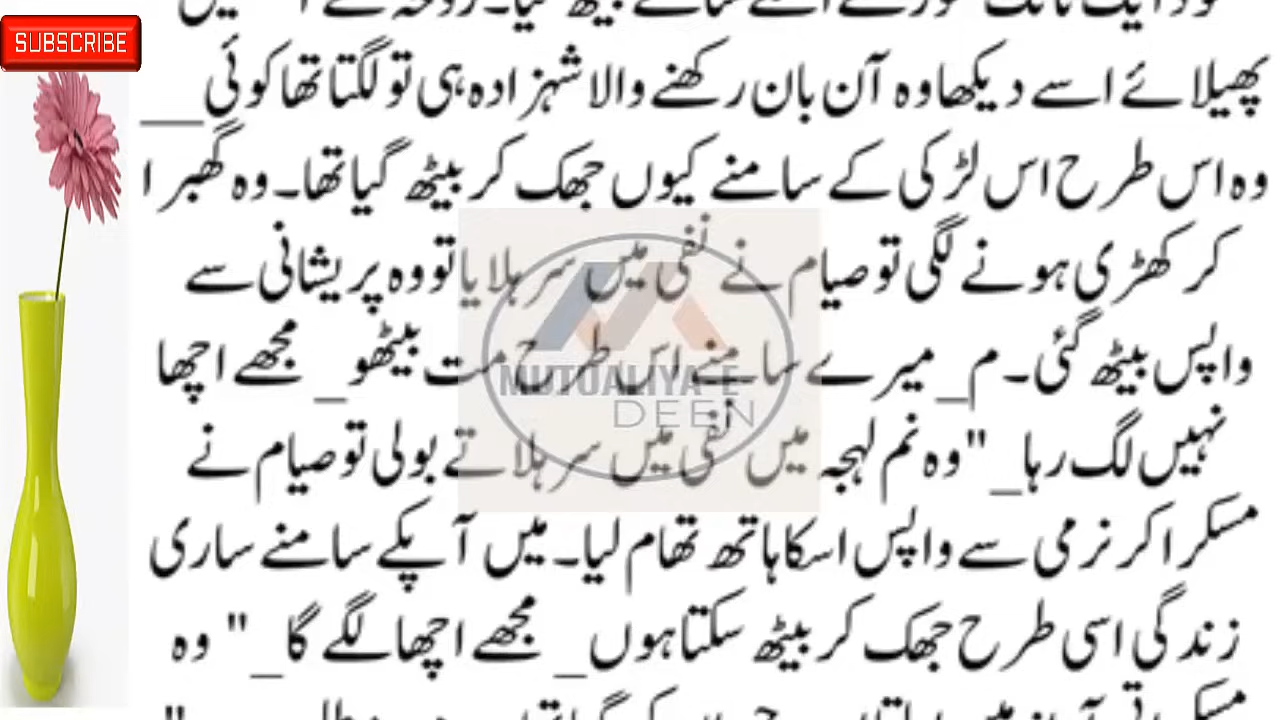 SUBSCRIBE
پھیلائے اسے دیکھا وہ آن بان رکھنے والا شہزادہ ہی تو لگتا تھا کوئی__
وہ اس طرح اس لڑکی کے سامنے کیوں جھک کر بیٹھ گیا تھا۔ وہ گھبرا
کر کھڑی ہونے لگی تو صیام نے نفی میں سر ہلایا تو وہ پریشانی سے
واپس بیٹھ گئی۔ م_ میرے سامنے اس طرح مت بیٹھو_ مجھے اچھا
نہیں لگ رہا_ " وہ نم لہجہ میں نفی میں سر ہلاتے بولی تو صیام نے
مسکرا کر نرمی سے واپس اسکا ہاتھ تھام لیا۔ میں آپکے سامنے ساری
زندگی اسی طرح جھک کر بیٹھ سکتا ہوں_ مجھے اچھا لگے گا_ " وہ
MUTUALIYA-E
DEEN